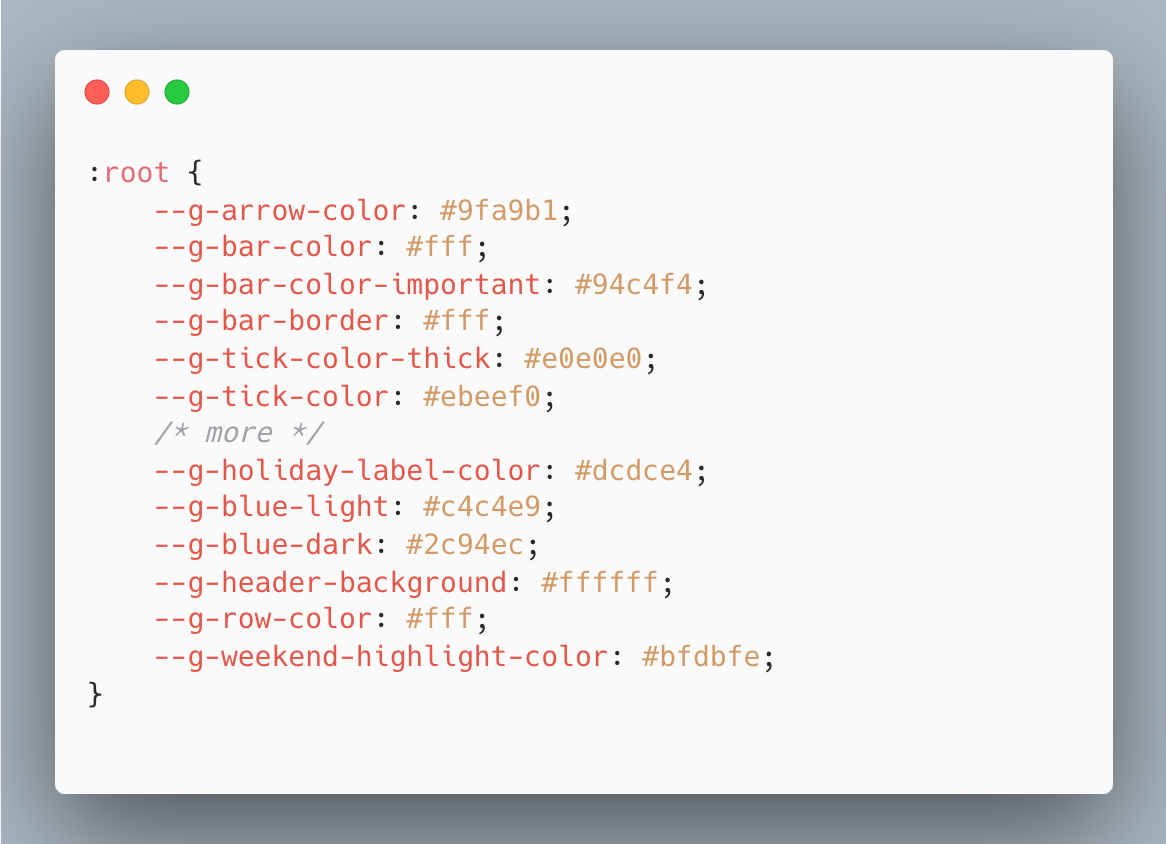 :root {
    --g-arrow-color: #9fa9b1;
    --g-bar-color: #fff;
    --g-bar-color-important: #94c4f4;
    --g-bar-border: #fff;
    --g-tick-color-thick: #e0e0e0;
    --g-tick-color: #ebeef0;
    /* more */
    --g-holiday-label-color: #dcdce4;
    --g-blue-light: #c4c4e9;
    --g-blue-dark: #2c94ec;
    --g-header-background: #ffffff;
    --g-row-color: #fff;
    --g-weekend-highlight-color: #bfdbfe;
}